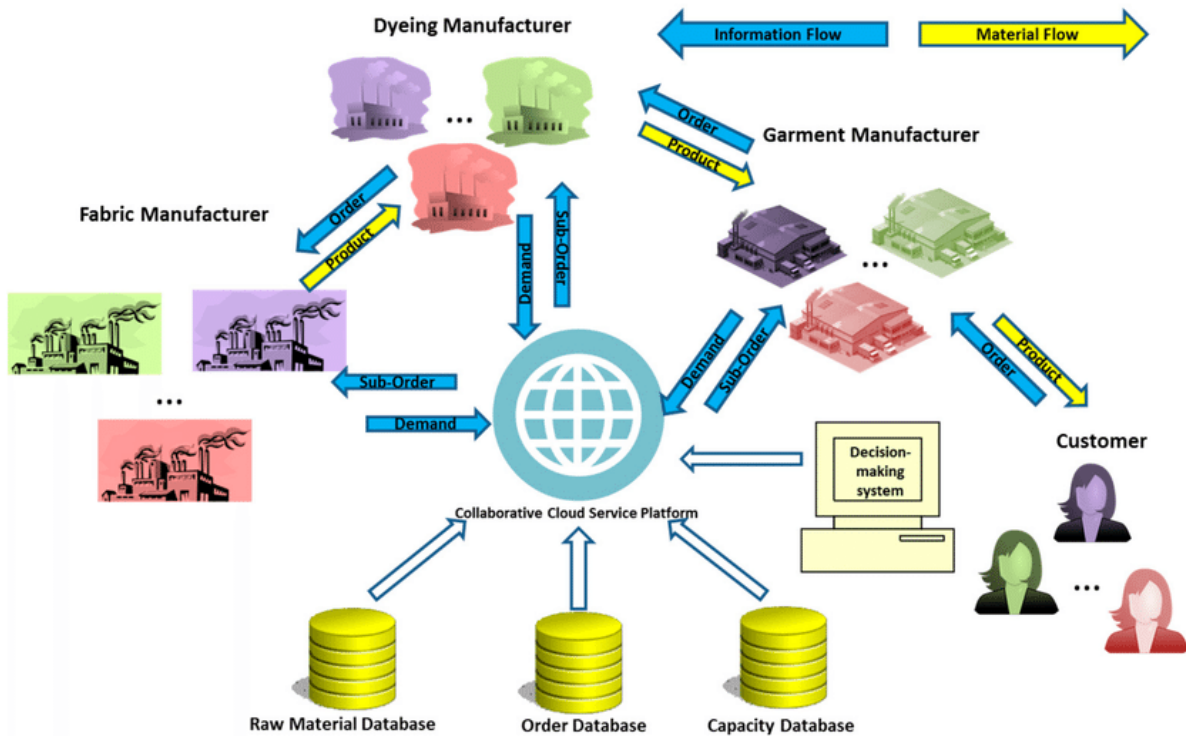 Dyeing Manufacturer
Information Flow
Material Flow
...
Order
Product
Garment Manufacturer
Fabric Manufacturer
Order
Product
Demand
Sub-Order
...
Demand
Sub-Order
Order
Product
Sub-Order
Demand
...
Customer
Decision-
making
system
Collaborative Cloud Service Platform
...
Raw Material Database
Order Database
Capacity Database